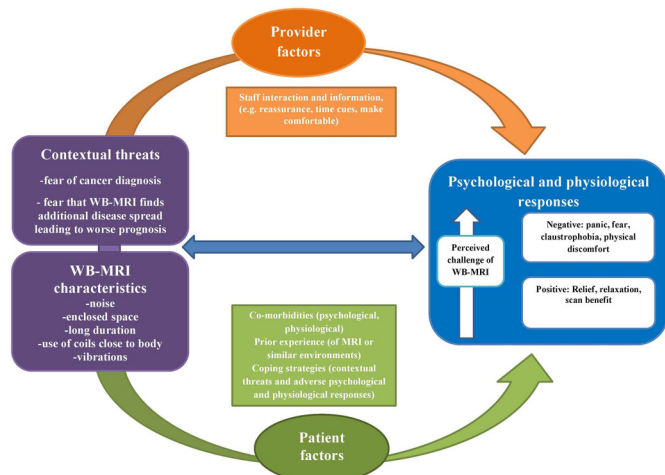 Provider
factors
Staff interaction and information,
(e.g. reassurance, time cues, make
comfortable)
Contextual threats
-fear of cancer diagnosis
- fear that WB-MRI finds
additional disease spread
leading to worse prognosis
WB-MRI
characteristics
-noise
-enclosed space
-long duration
-use of coils close to body
-vibrations
Psychological and physiological
responses
Perceived
challenge of
WB-MRI
Negative: panic, fear,
claustrophobia, physical
discomfort
Positive: Relief, relaxation,
scan benefit
Co-morbidities (psychological,
physiological)
Prior experience (of MRI or
similar environments)
Coping strategies (contextual
threats and adverse psychological
and physiological responses)
Patient
factors